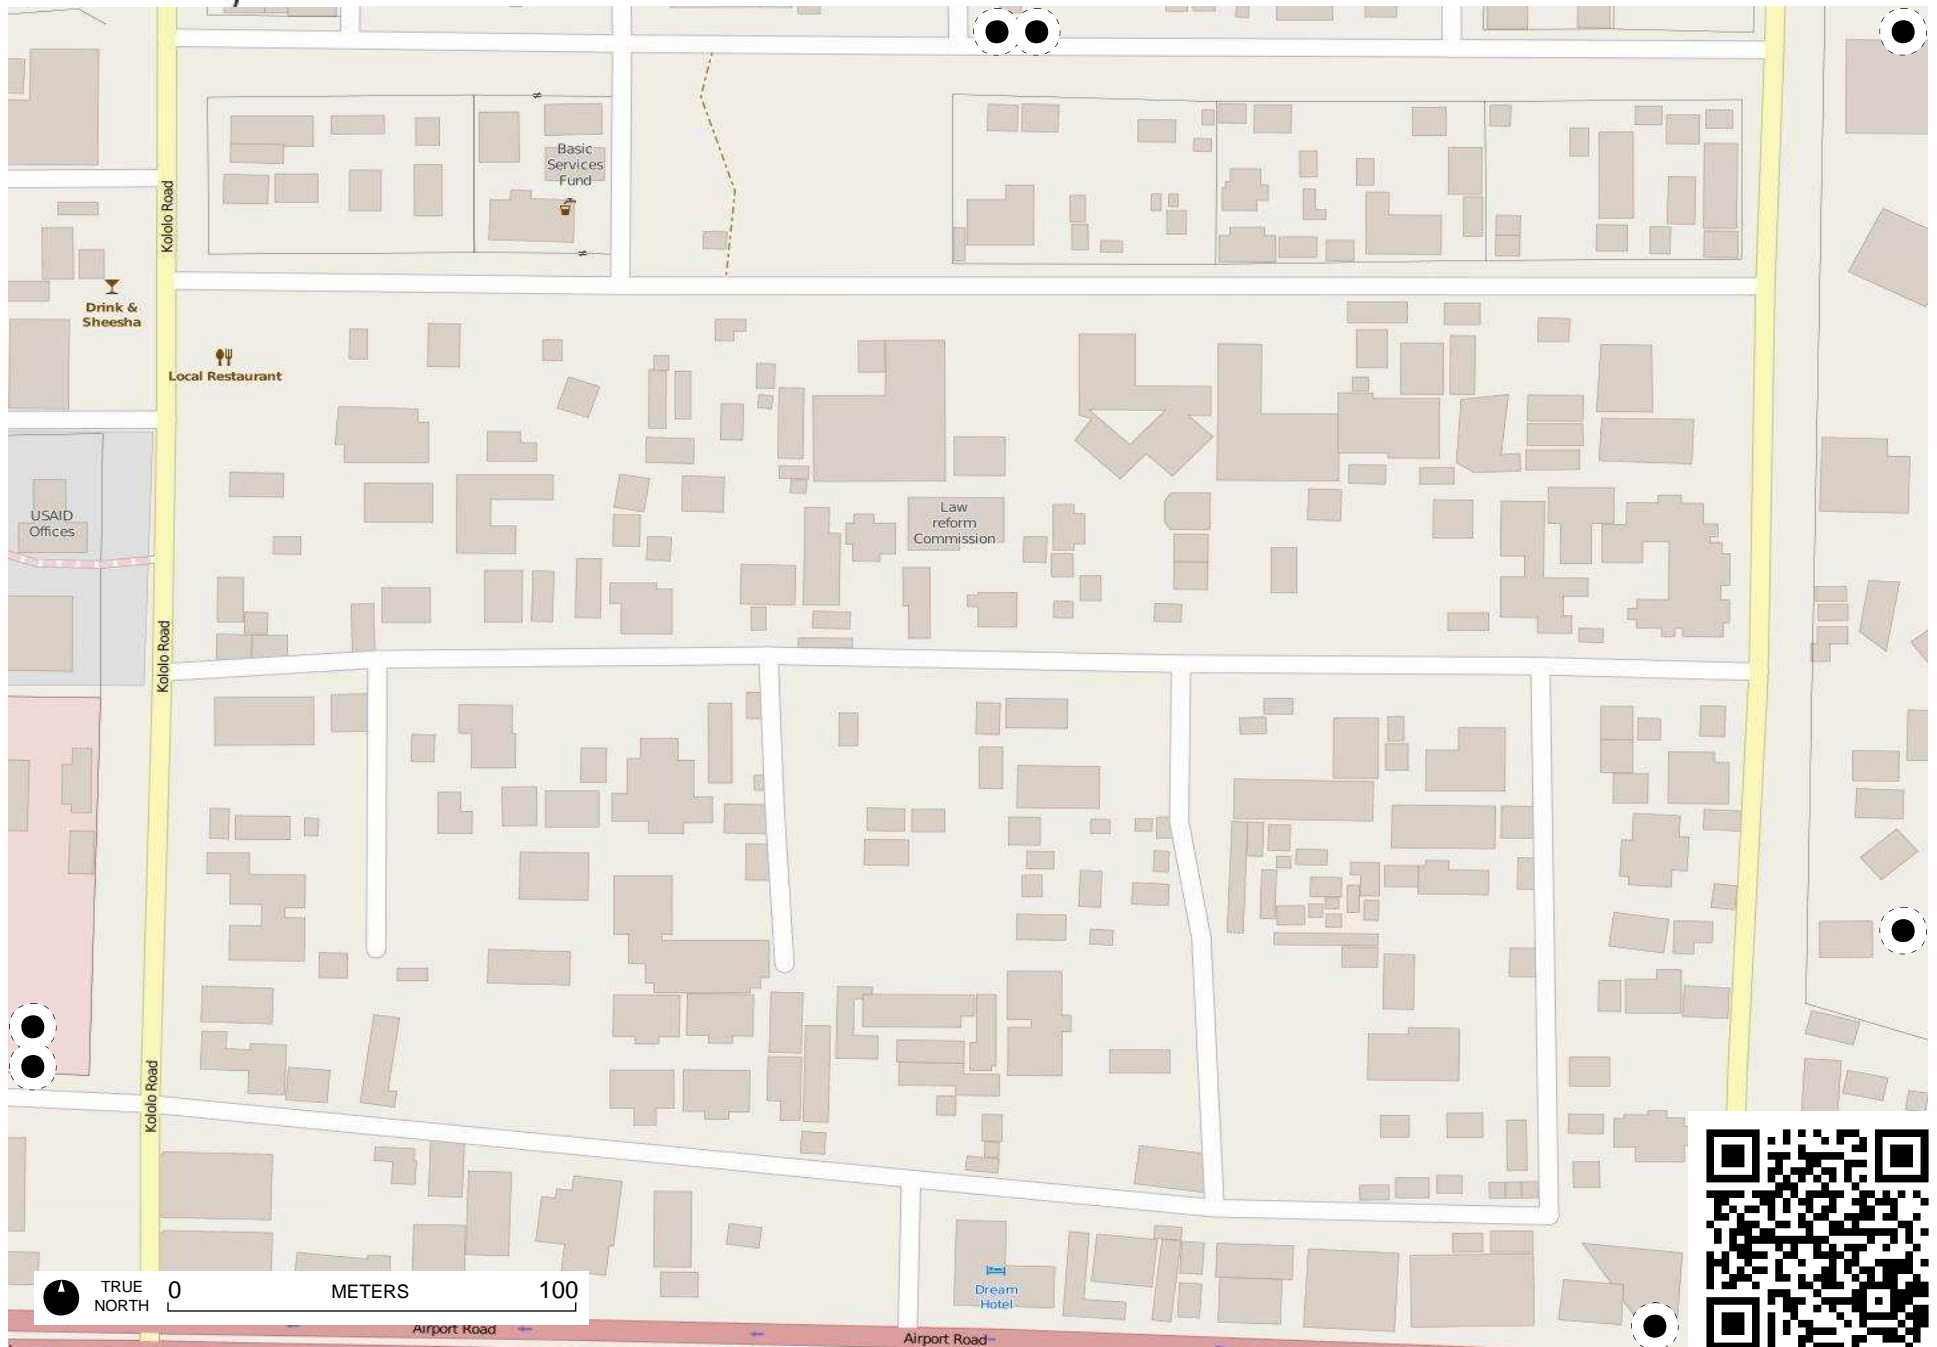 Basic
Services
Fund
Kololo Road
Drink &
Sheesha
Local Restaurant
USAID
Offices
Law
reform
Commission
Kololo Road
Kololo Road
Dream
Hotel
TRUE
NORTH
0 METERS 100
Airport Road
Airport Road